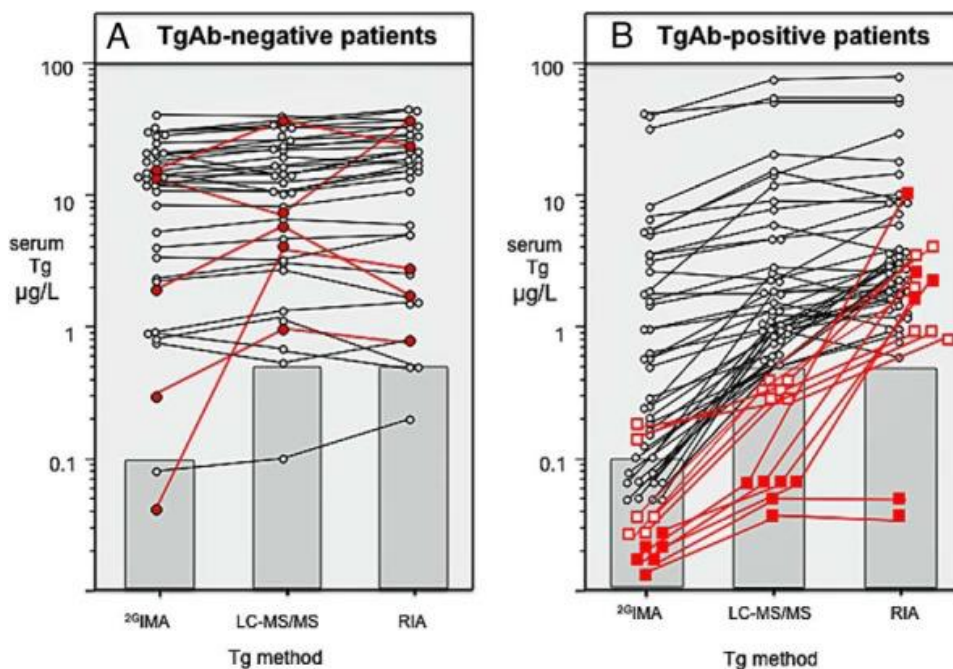 A TgAb-negative patients
100
10
serum
Tg
µg/L
1
0.1
2GIMA LC-MS/MS RIA
Tg method
B TgAb-positive patients
100
10
serum
Tg
µg/L
1
0.1
2GIMA LC-MS/MS RIA
Tg method